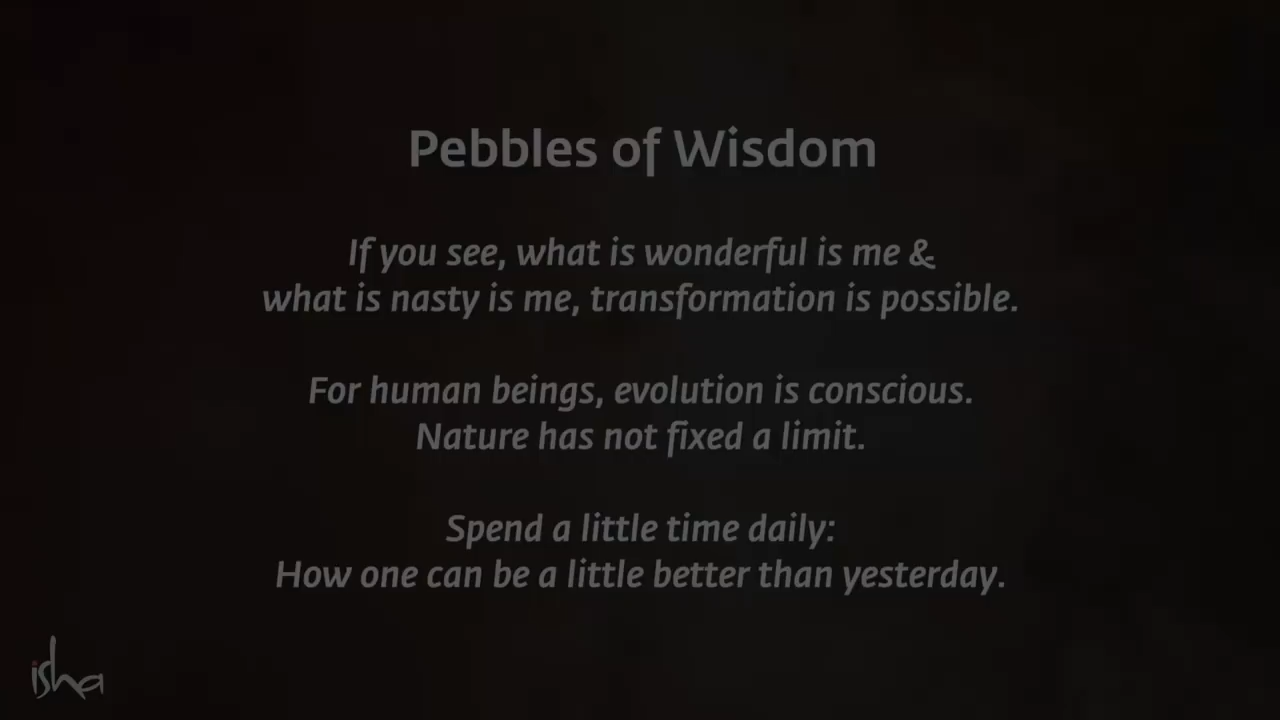 Pebbles of Wisdom
If you see, what is wonderful is me &
what is nasty is me, transformation is possible.
For human beings, evolution is conscious.
Nature has not fixed a limit.
Spend a little time daily:
How one can be a little better than yesterday.
isha